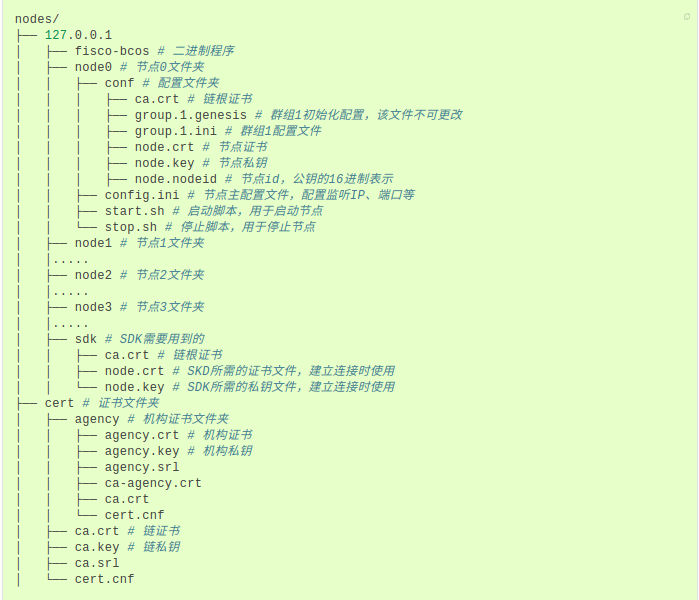 nodes/
├── 127.0.0.1
│   ├── fisco-bcos # 二进制程序
│   ├── node0 # 节点0文件夹
│   │   ├── conf # 配置文件夹
│   │   │   ├── ca.crt # 链根证书
│   │   │   ├── group.1.genesis # 群组1初始化配置，该文件不可更改
│   │   │   ├── group.1.ini # 群组1配置文件
│   │   │   ├── node.crt # 节点证书
│   │   │   ├── node.key # 节点私钥
│   │   │   ├── node.nodeid # 节点id，公钥的16进制表示
│   │   ├── config.ini # 节点主配置文件，配置监听IP、端口等
│   │   ├── start.sh # 启动脚本，用于启动节点
│   │   └── stop.sh # 停止脚本，用于停止节点
│   ├── node1 # 节点1文件夹
│   │.....
│   ├── node2 # 节点2文件夹
│   │.....
│   ├── node3 # 节点3文件夹
│   │.....
│   ├── sdk # SDK需要用到的
│   │   ├── ca.crt # 链根证书
│   │   ├── node.crt # SKD所需的证书文件，建立连接时使用
│   │   └── node.key # SDK所需的私钥文件，建立连接时使用
├── cert # 证书文件夹
│   ├── agency # 机构证书文件夹
│   │   ├── agency.crt # 机构证书
│   │   ├── agency.key # 机构私钥
│   │   ├── agency.srl
│   │   ├── ca-agency.crt
│   │   ├── ca.crt
│   │   └── cert.cnf
│   ├── ca.crt # 链证书
│   ├── ca.key # 链私钥
│   ├── ca.srl
│   └── cert.cnf